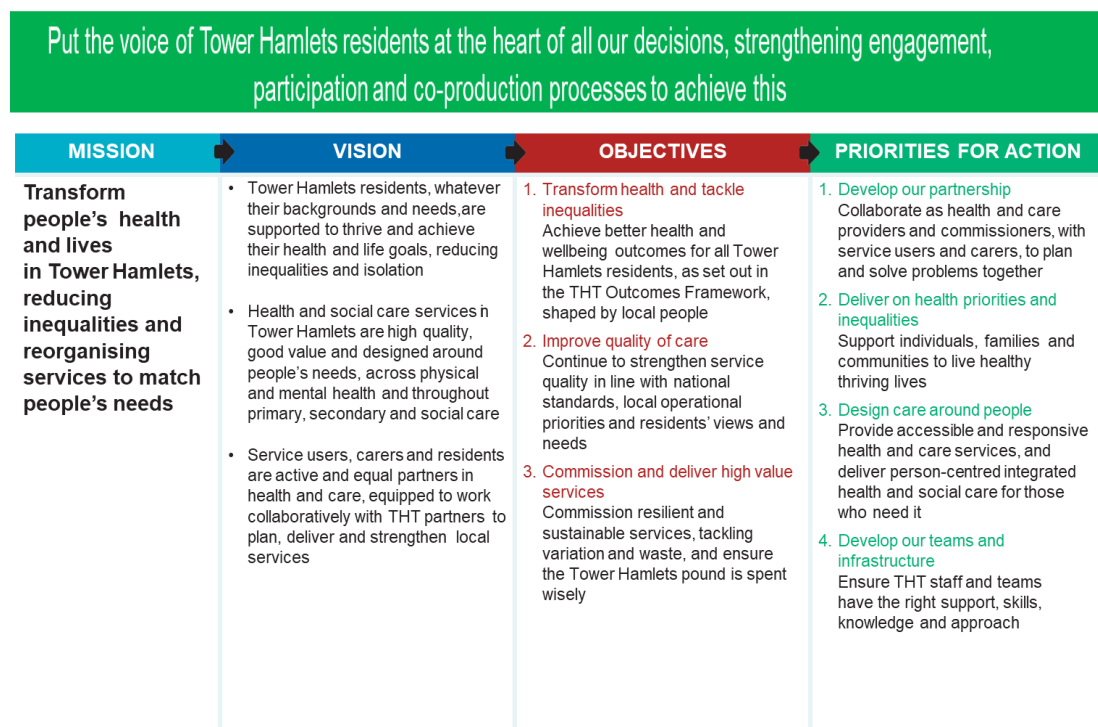 Put the voice of Tower Hamlets residents at the heart of all our decisions, strengthening engagement,
participation and co-production processes to achieve this
MISSION
Transform
people's health
and lives
in Tower Hamlets,
reducing
inequalities and
reorganising
services to match
people's needs
VISION
• Tower Hamlets residents, whatever
their backgrounds and needs,are
supported to thrive and achieve
their health and life goals, reducing
inequalities and isolation
• Health and social care services in
Tower Hamlets are high quality,
good value and designed around
people's needs, across physical
and mental health and throughout
primary, secondary and social care
• Service users, carers and residents
are active and equal partners in
health and care, equipped to work
collaboratively with THT partners to
plan, deliver and strengthen local
services
OBJECTIVES
1. Transform health and tackle
inequalities
Achieve better health and
wellbeing outcomes for all Tower
Hamlets residents, as set out in
the THT Outcomes Framework,
shaped by local people
2. Improve quality of care
Continue to strengthen service
quality in line with national
standards, local operational
priorities and residents' views and
needs
3. Commission and deliver high value
services
Commission resilient and
sustainable services, tackling
variation and waste, and ensure
the Tower Hamlets pound is spent
wisely
PRIORITIES FOR ACTION
1. Develop our partnership
Collaborate as health and care
providers and commissioners, with
service users and carers, to plan
and solve problems together
2. Deliver on health priorities and
inequalities
Support individuals, families and
communities to live healthy
thriving lives
3. Design care around people
Provide accessible and responsive
health and care services, and
deliver person-centred integrated
health and social care for those
who need it
4. Develop our teams and
infrastructure
Ensure THT staff and teams
have the right support, skills,
knowledge and approach